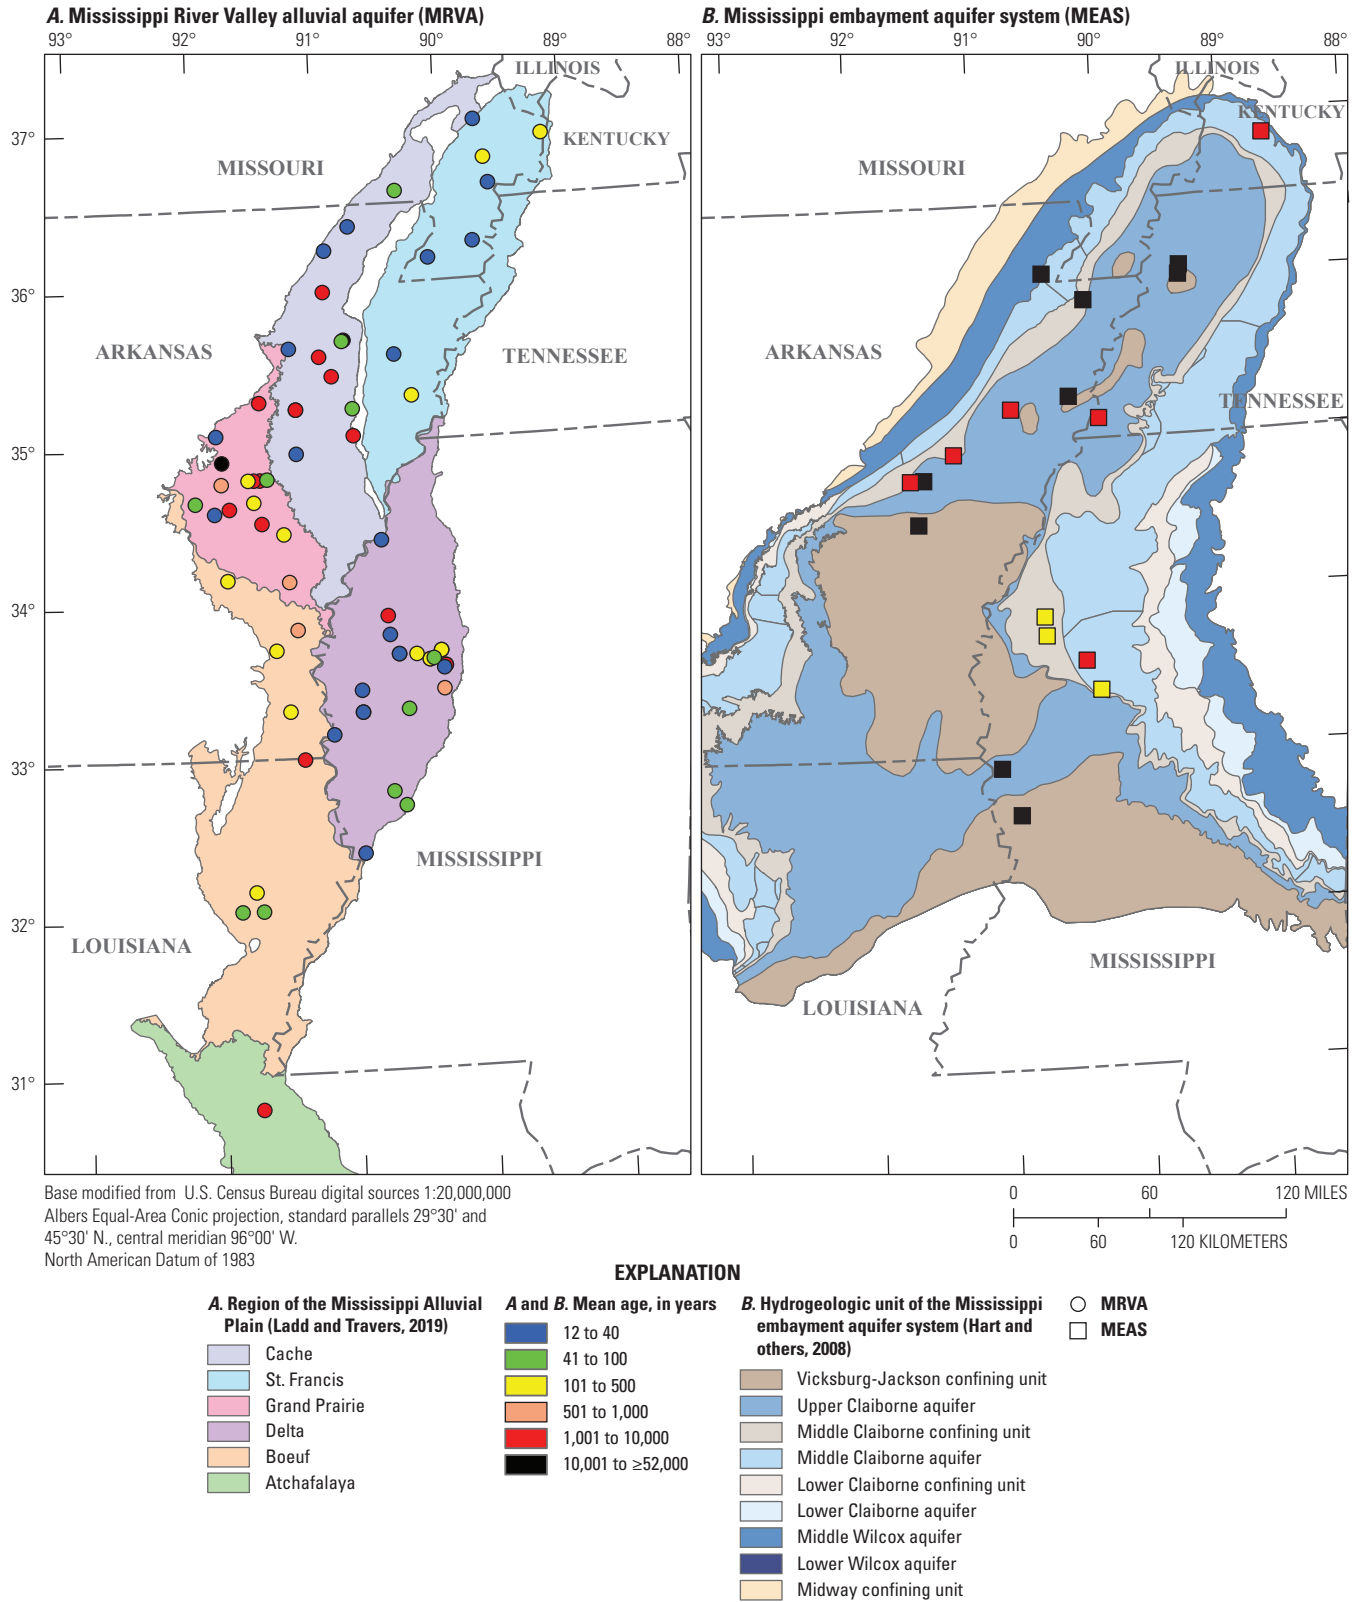 A. Mississippi River Valley alluvial aquifer (MRVA)
93° 92° 91° 90° 89° 88°
ILLINOIS
37°
KENTUCKY
MISSOURI
36°
ARKANSAS
TENNESSEE
35°
34°
33°
MISSISSIPPI
32°
LOUISIANA
31°
B. Mississippi embayment aquifer system (MEAS)
93° 92° 91° 90° 89° 88°
ILLINOIS
KENTUCKY
MISSOURI
ARKANSAS
TENNESSEE
MISSISSIPPI
LOUISIANA
Base modified from U.S. Census Bureau digital sources 1:20,000,000
Albers Equal-Area Conic projection, standard parallels 29°30' and
45°30' N., central meridian 96°00' W.
North American Datum of 1983
0 60 120 MILES
0 60 120 KILOMETERS
EXPLANATION
A. Region of the Mississippi Alluvial
Plain (Ladd and Travers, 2019)
Cache
St. Francis
Grand Prairie
Delta
Boeuf
Atchafalaya
A and B. Mean age, in years
12 to 40
41 to 100
101 to 500
501 to 1,000
1,001 to 10,000
10,001 to ≥52,000
B. Hydrogeologic unit of the Mississippi
embayment aquifer system (Hart and
others, 2008)
Vicksburg-Jackson confining unit
Upper Claiborne aquifer
Middle Claiborne confining unit
Middle Claiborne aquifer
Lower Claiborne confining unit
Lower Claiborne aquifer
Middle Wilcox aquifer
Lower Wilcox aquifer
Midway confining unit
MRVA
MEAS